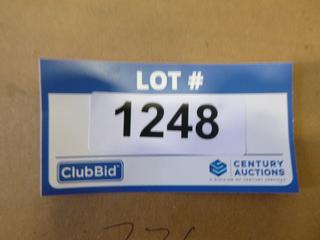 LOT #
1248
ClubBid
CENTURY
AUCTIONS